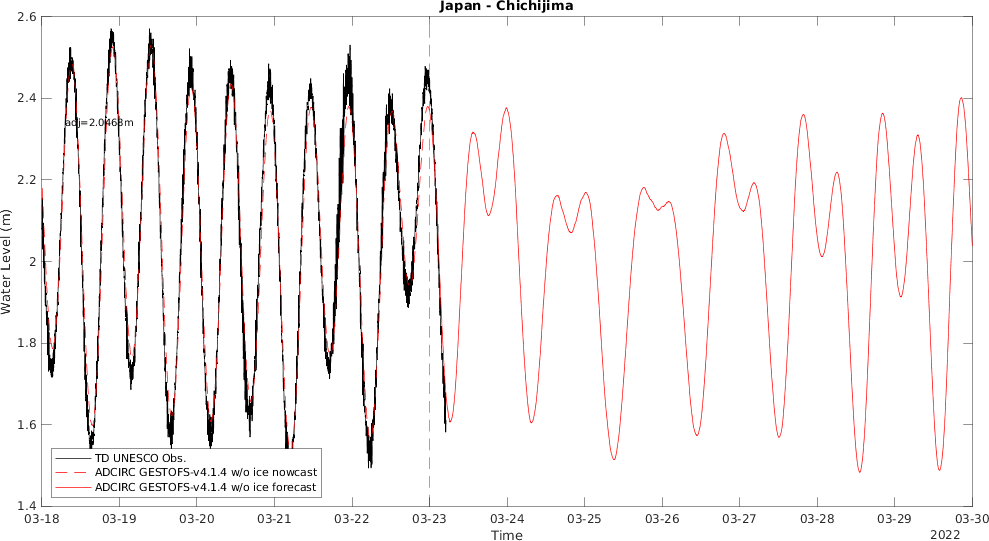 Japan - Chichijima
2.6
2.4
2.2
2
1.8
1.6
1.4
Water Level (m)
adj=2.0468m
TD UNESCO Obs.
ADCIRC GESTOFS-v4.1.4 w/o ice nowcast
ADCIRC GESTOFS-v4.1.4 w/o ice forecast
03-18 03-19 03-20 03-21 03-22 03-23 03-24 03-25 03-26 03-27 03-28 03-29 03-30
Time
2022